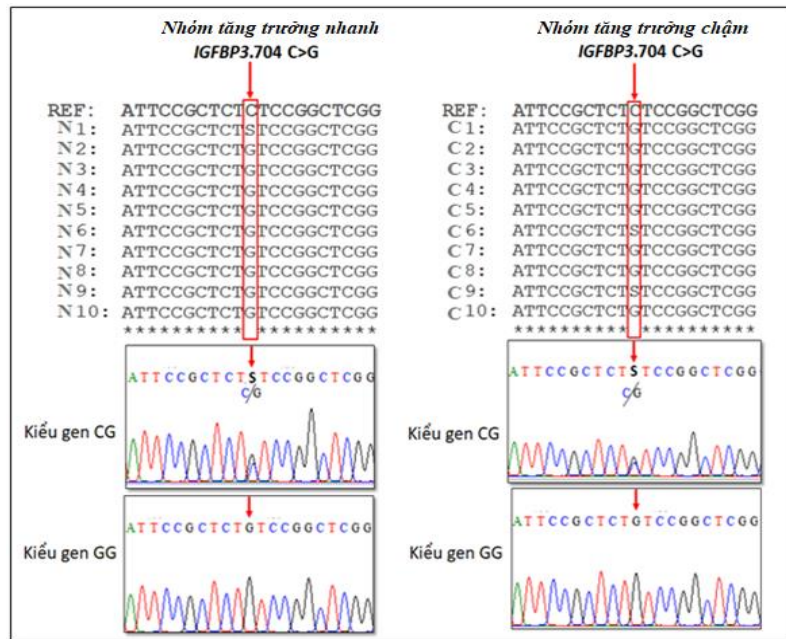 Nhóm tăng trưởng nhanh
IGFBP3.704 C>G
REF: ATTCCGCTCTCTCCGGCTCGG
N1: ATTCCGCTCTSTCCGGCTCGG
N2: ATTCCGCTCTGTCCGGCTCGG
N3: ATTCCGCTCTGTCCGGCTCGG
N4: ATTCCGCTCTGTCCGGCTCGG
N5: ATTCCGCTCTGTCCGGCTCGG
N6: ATTCCGCTCTGTCCGGCTCGG
N7: ATTCCGCTCTGTCCGGCTCGG
N8: ATTCCGCTCTGTCCGGCTCGG
N9: ATTCCGCTCTGTCCGGCTCGG
N10: ATTCCGCTCTGTCCGGCTCGG
********** **********
Kiểu gen CG
ATTCCGCTCTSTCCGGCTCGG
C/G
Kiểu gen GG
ATTCCGCTCTGTCCGGCTCGG
Nhóm tăng trưởng chậm
IGFBP3.704 C>G
REF: ATTCCGCTCTCTCCGGCTCGG
C1: ATTCCGCTCTGTCCGGCTCGG
C2: ATTCCGCTCTGTCCGGCTCGG
C3: ATTCCGCTCTGTCCGGCTCGG
C4: ATTCCGCTCTGTCCGGCTCGG
C5: ATTCCGCTCTGTCCGGCTCGG
C6: ATTCCGCTCTSTCCGGCTCGG
C7: ATTCCGCTCTGTCCGGCTCGG
C8: ATTCCGCTCTGTCCGGCTCGG
C9: ATTCCGCTCTSTCCGGCTCGG
C10: ATTCCGCTCTGTCCGGCTCGG
********** **********
Kiểu gen CG
ATTCCGCTCTSTCCGGCTCGG
C/G
Kiểu gen GG
ATTCCGCTCTGTCCGGCTCGG